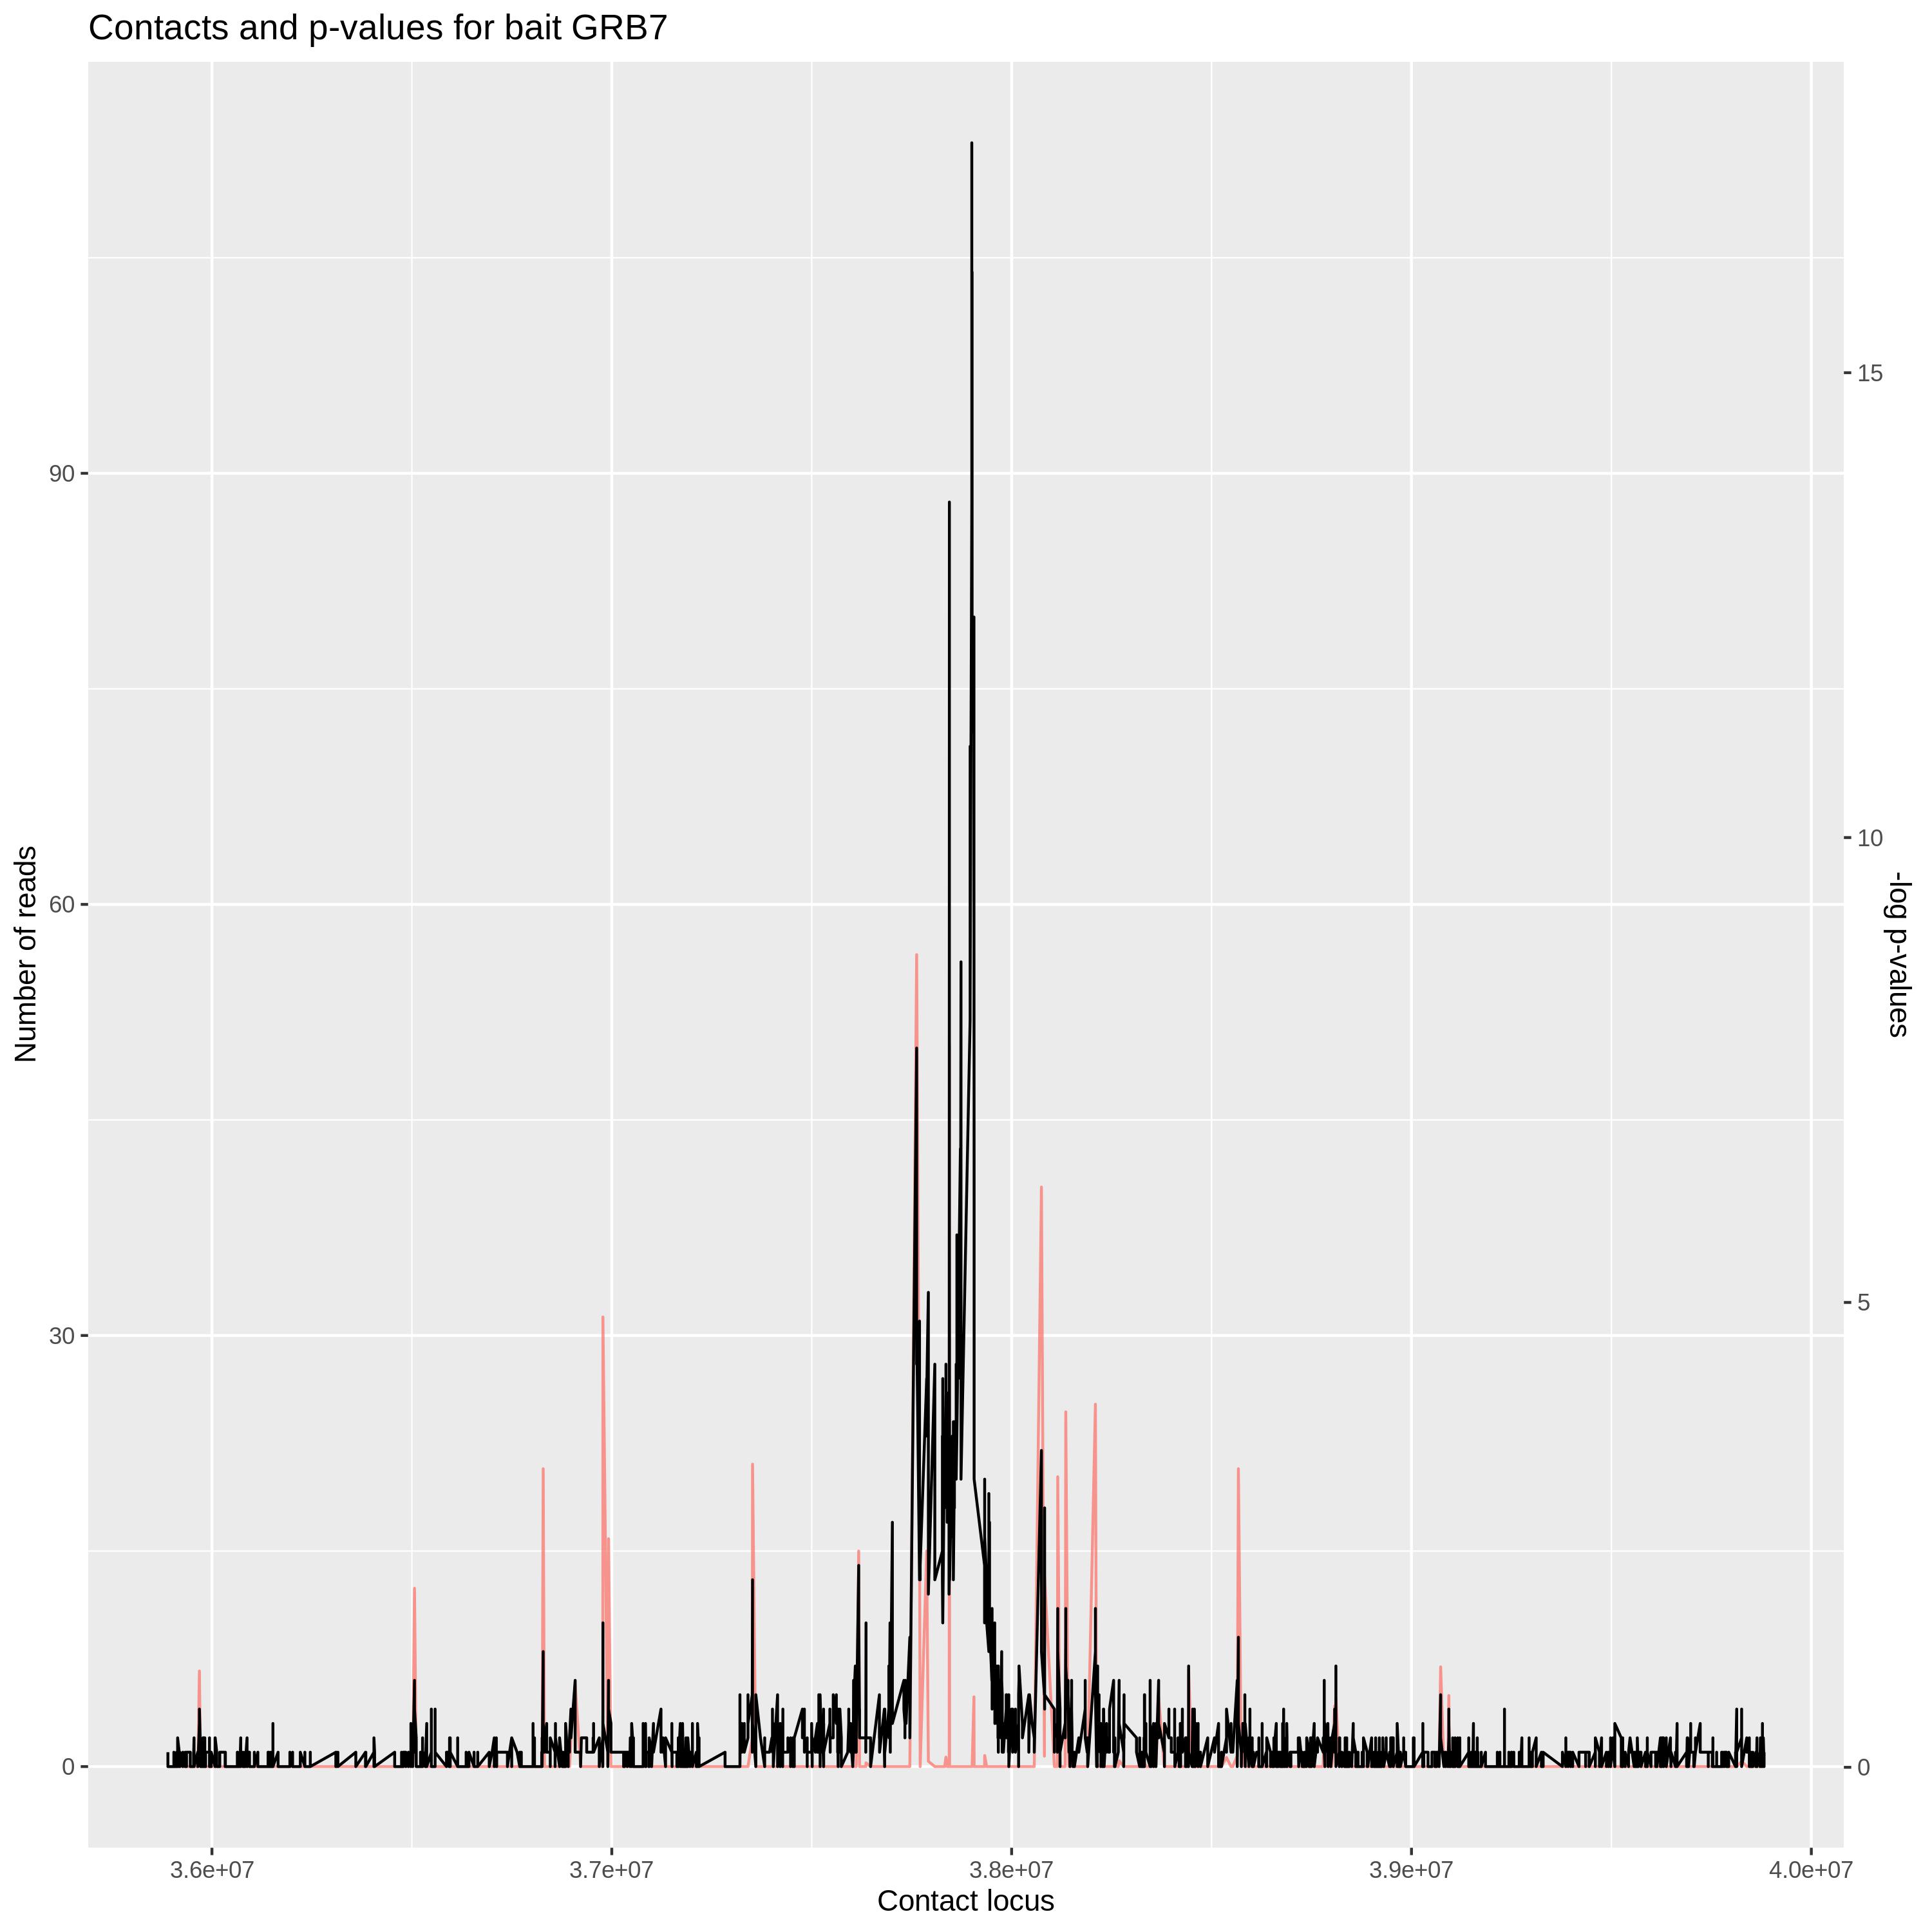 Contacts and p-values for bait GRB7
Number of reads
90
60
30
0
15
10
5
0
-log p-values
3.6e+07
3.7e+07
3.8e+07
3.9e+07
4.0e+07
Contact locus